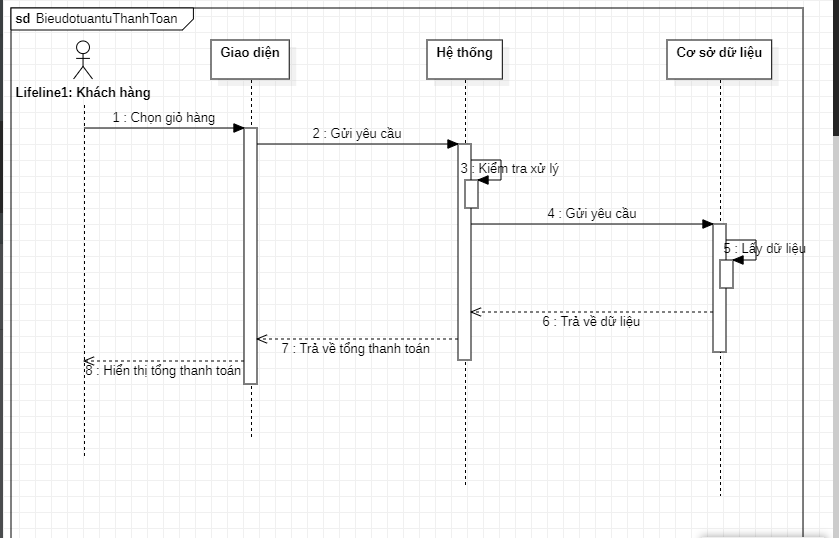 sd BieudotuantuThanhToan
Giao diện
Hệ thống
Cơ sở dữ liệu
Lifeline1: Khách hàng
1 : Chọn giỏ hàng
2 : Gửi yêu cầu
3 : Kiểm tra xử lý
4 : Gửi yêu cầu
5 : Lấy dữ liệu
6 : Trả về dữ liệu
7 : Trả về tổng thanh toán
8 : Hiển thị tổng thanh toán